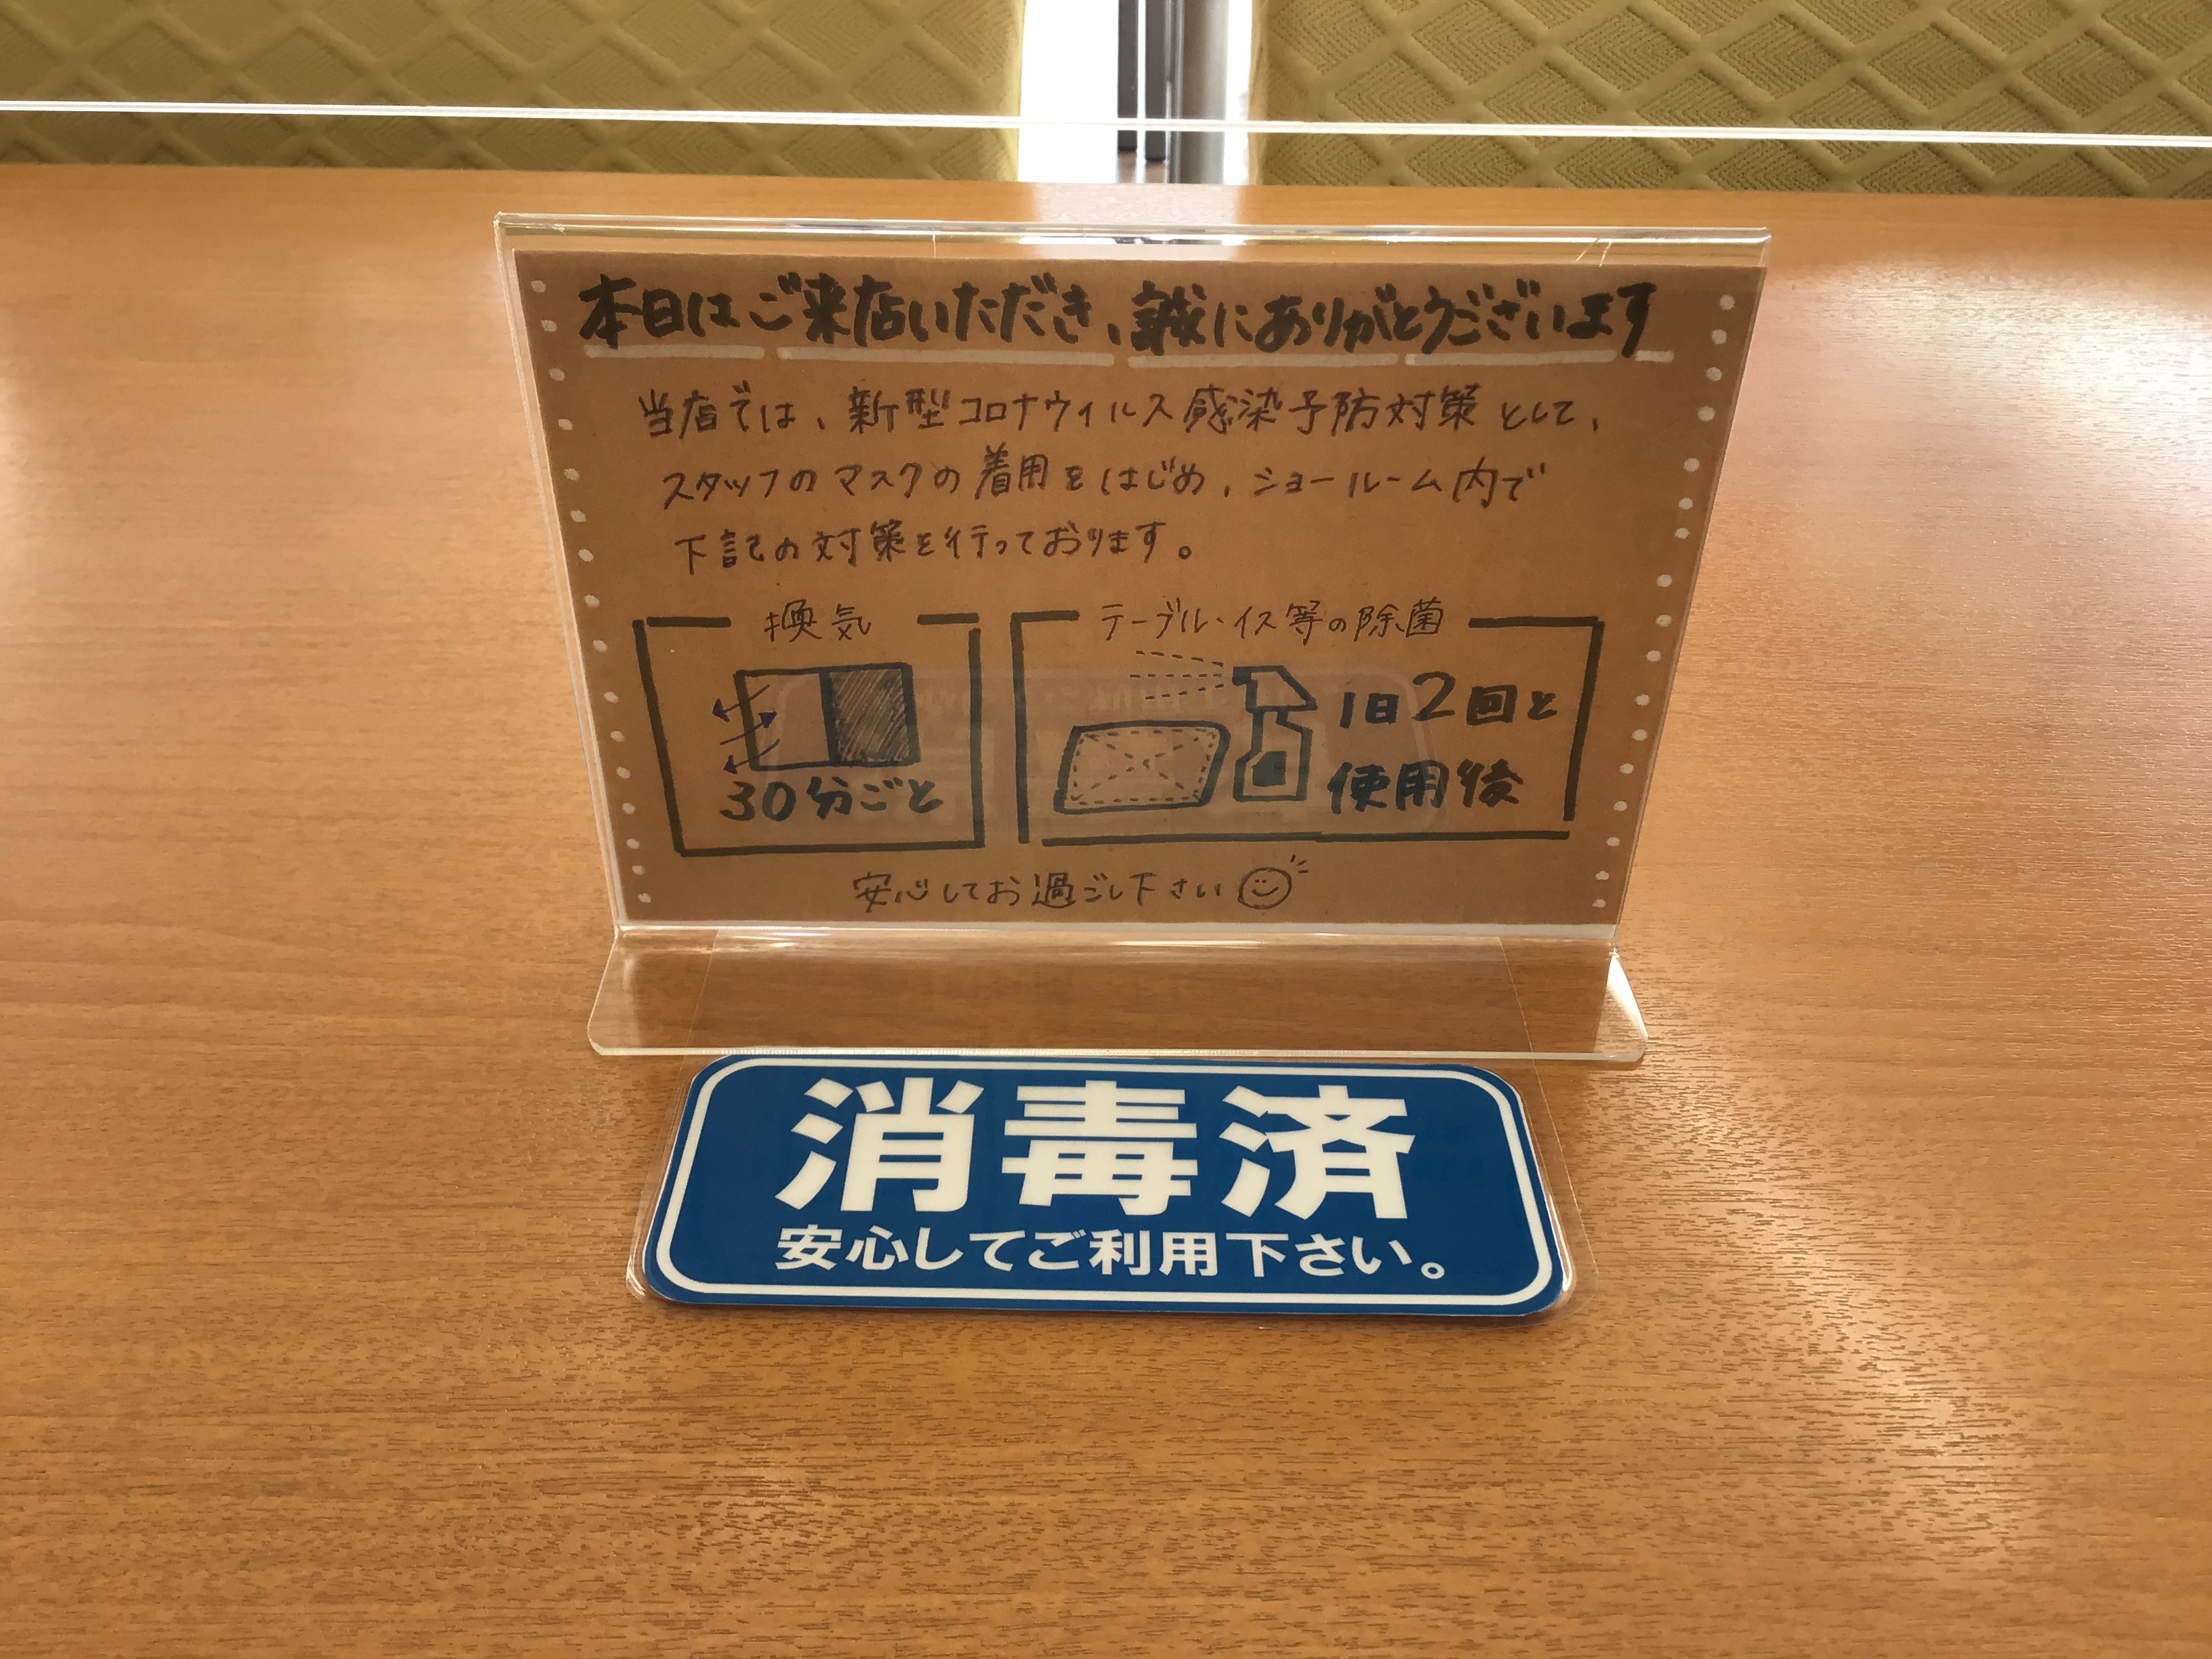 本日はご来店いただき、誠にありがとうございます
当店では、新型コロナウィルス感染予防対策として、
スタッフのマスクの着用をはじめ、ショールーム内で
下記の対策を行っております。
換気
30分ごと
テーブル・イス等の除菌
1日2回と
使用後
安心してお過ごし下さい
消毒済
安心してご利用下さい。